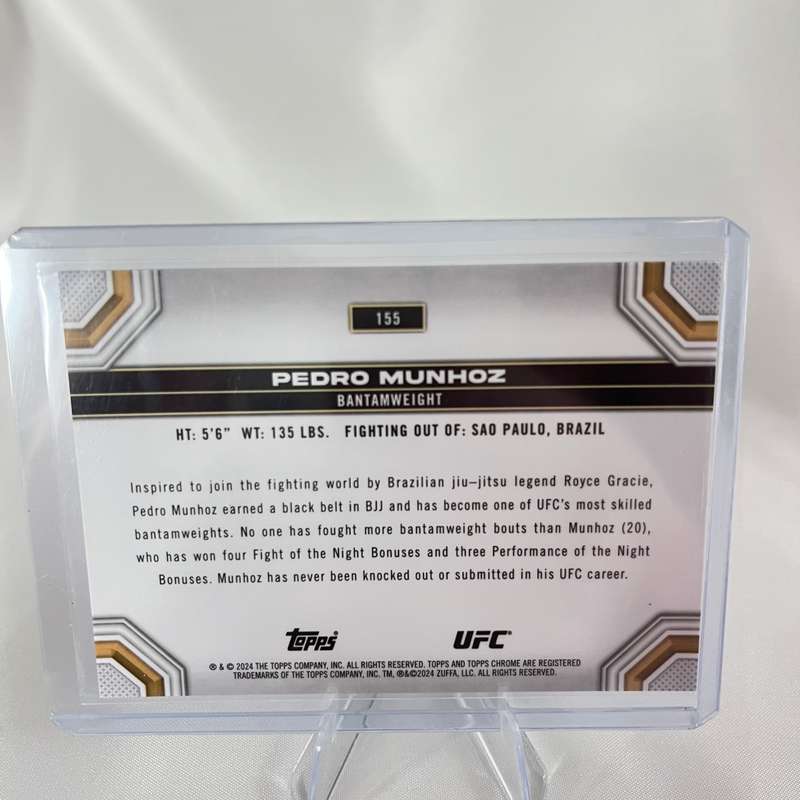 155
PEDRO MUNHOZ
BANTAMWEIGHT
HT: 5'6" WT: 135 LBS. FIGHTING OUT OF: SAO PAULO, BRAZIL
Inspired to join the fighting world by Brazilian jiu-jitsu legend Royce Gracie,
Pedro Munhoz earned a black belt in BJJ and has become one of UFC's most skilled
bantamweights. No one has fought more bantamweight bouts than Munhoz (20),
who has won four Fight of the Night Bonuses and three Performance of the Night
Bonuses. Munhoz has never been knocked out or submitted in his UFC career.
Topps UFC
® & © 2024 THE TOPPS COMPANY, INC. ALL RIGHTS RESERVED. TOPPS AND TOPPS CHROME ARE REGISTERED
TRADEMARKS OF THE TOPPS COMPANY, INC. TM, ®&©2024 ZUFFA, LLC. ALL RIGHTS RESERVED.